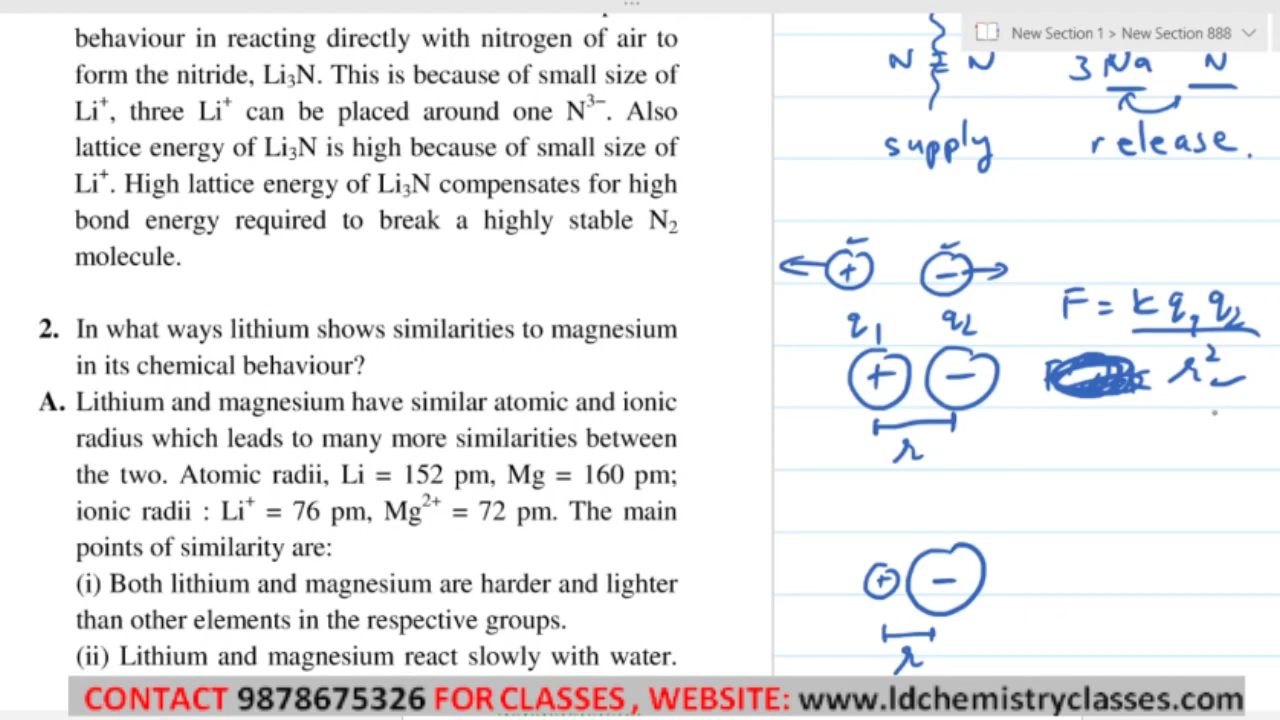 behaviour in reacting directly with nitrogen of air to
form the nitride, Li₃N. This is because of small size of
Li⁺, three Li⁺ can be placed around one N³⁻. Also
lattice energy of Li₃N is high because of small size of
Li⁺. High lattice energy of Li₃N compensates for high
bond energy required to break a highly stable N₂
molecule.
2. In what ways lithium shows similarities to magnesium
in its chemical behaviour?
A. Lithium and magnesium have similar atomic and ionic
radius which leads to many more similarities between
the two. Atomic radii, Li = 152 pm, Mg = 160 pm;
ionic radii : Li⁺ = 76 pm, Mg²⁺ = 72 pm. The main
points of similarity are:
(i) Both lithium and magnesium are harder and lighter
than other elements in the respective groups.
(ii) Lithium and magnesium react slowly with water.
New Section 1 > New Section 888
N N 3 Na N
supply release.
+ −
q₁ q₂
F = k q₁ q₂
+ − r²
r
+ −
r
CONTACT 9878675326 FOR CLASSES , WEBSITE: www.ldchemistryclasses.com